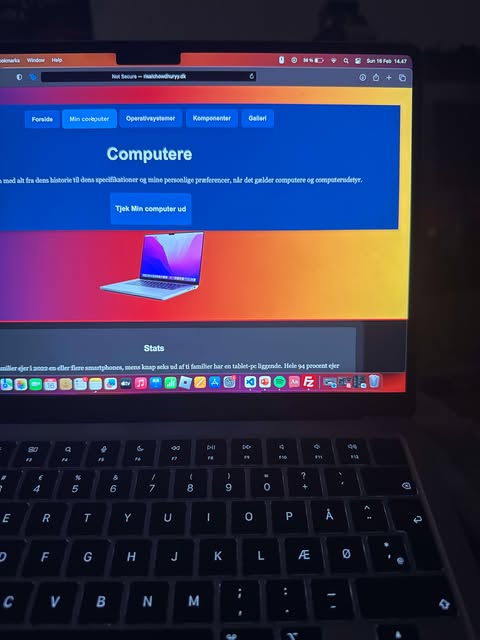 Window Help 56 % Sun 16 Feb 14.47
Not Secure —
Forside Min computer Operativsystemer Komponenter Galleri
Computere
med alt fra dens historie til dens specifikationer og mine personlige præferencer, når det gælder computere og computerudstyr.
Tjek Min computer ud
Stats
familier ejer i 2022 en eller flere smartphones, mens knap seks ud af ti familier har en tablet-pc liggende. Hele 94 procent ejer
tv
F3 F4 F5 F6 F7 F8 F9 F10 F11 F12
# € % & / ( ) = ? `
4 5 6 7 8 9 0 + ´
E R T Y U I O P Å ^ ¨
D F G H J K L Æ Ø * ' @
C V B N M ; , : . _ -
⌘ ⌥